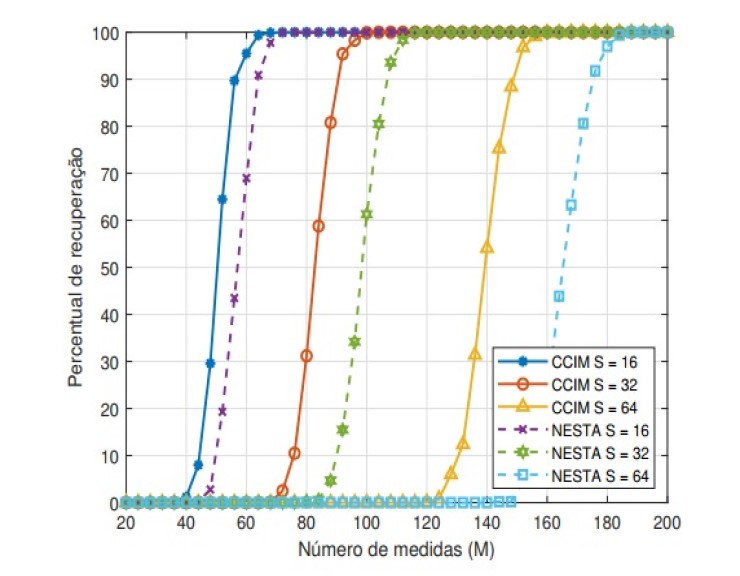 100
90
80
70
60
50
40
30
20
10
0
Percentual de recuperação
20 40 60 80 100 120 140 160 180 200
Número de medidas (M)
CCIM S = 16
CCIM S = 32
CCIM S = 64
NESTA S = 16
NESTA S = 32
NESTA S = 64